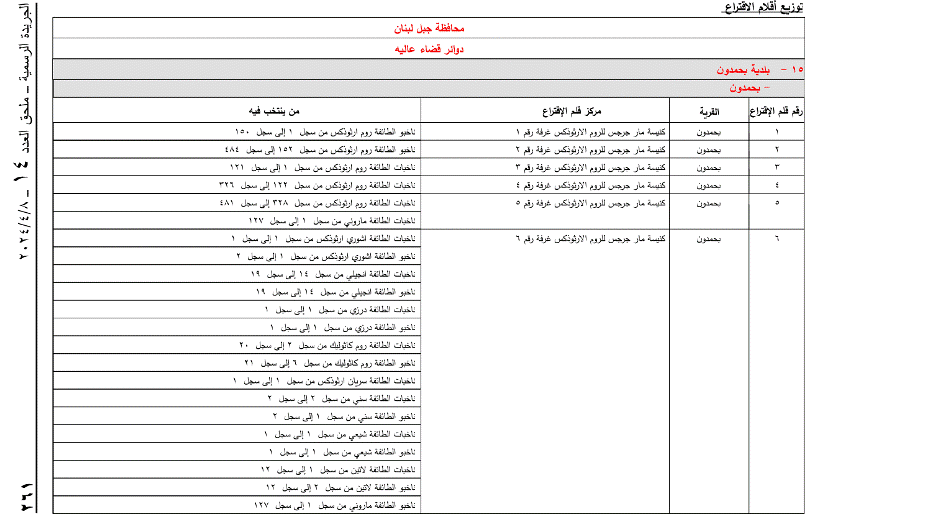 توزيع أقلام الاقتراع
محافظة جبل لبنان
دوائر قضاء عاليه
١٥ - بلدية بحمدون
- بحمدون
رقم قلم الإقتراع القرية مركز قلم الإقتراع من ينتخب فيه
١ بحمدون كنيسة مار جرجس للروم الارثوذكس غرفة رقم ١ ناخبو الطائفة روم ارثوذكس من سجل ١ إلى سجل ١٥٠
٢ بحمدون كنيسة مار جرجس للروم الارثوذكس غرفة رقم ٢ ناخبو الطائفة روم ارثوذكس من سجل ١٥٢ إلى سجل ٤٨٤
٣ بحمدون كنيسة مار جرجس للروم الارثوذكس غرفة رقم ٣ ناخبات الطائفة روم ارثوذكس من سجل ١ إلى سجل ١٢١
٤ بحمدون كنيسة مار جرجس للروم الارثوذكس غرفة رقم ٤ ناخبات الطائفة روم ارثوذكس من سجل ١٢٢ إلى سجل ٣٢٦
٥ بحمدون كنيسة مار جرجس للروم الارثوذكس غرفة رقم ٥ ناخبات الطائفة روم ارثوذكس من سجل ٣٢٨ إلى سجل ٤٨١
ناخبات الطائفة ماروني من سجل ١ إلى سجل ١٢٧
٦ بحمدون كنيسة مار جرجس للروم الارثوذكس غرفة رقم ٦ ناخبات الطائفة اشوري ارثوذكس من سجل ١ إلى سجل ١
ناخبو الطائفة اشوري ارثوذكس من سجل ١ إلى سجل ٢
ناخبات الطائفة انجيلي من سجل ١٤ إلى سجل ١٩
ناخبو الطائفة انجيلي من سجل ١٤ إلى سجل ١٩
ناخبات الطائفة درزي من سجل ١ إلى سجل ١
ناخبو الطائفة درزي من سجل ١ إلى سجل ١
ناخبات الطائفة روم كاثوليك من سجل ٢ إلى سجل ٢٠
ناخبو الطائفة روم كاثوليك من سجل ٦ إلى سجل ٢١
ناخبات الطائفة سريان ارثوذكس من سجل ١ إلى سجل ١
ناخبات الطائفة سني من سجل ٢ إلى سجل ٢
ناخبو الطائفة سني من سجل ١ إلى سجل ٢
ناخبات الطائفة شيعي من سجل ١ إلى سجل ١
ناخبو الطائفة شيعي من سجل ١ إلى سجل ١
ناخبات الطائفة لاتين من سجل ١ إلى سجل ١٢
ناخبو الطائفة لاتين من سجل ٢ إلى سجل ١٢
ناخبو الطائفة ماروني من سجل ١ إلى سجل ١٢٧
الجريدة الرسمية – ملحق العدد ١٤ – ٢٠٢٤/٤/٨
٢٦١